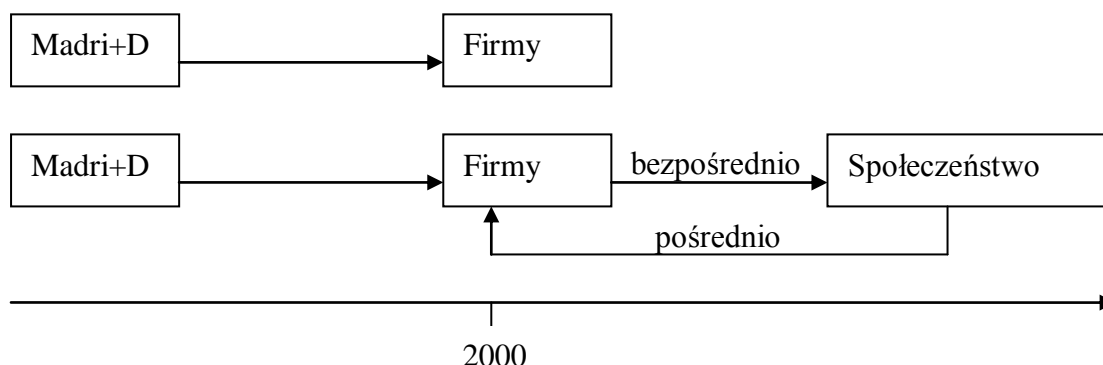 Madri+D
Firmy
Madri+D
Firmy
bezpośrednio
Społeczeństwo
pośrednio
2000